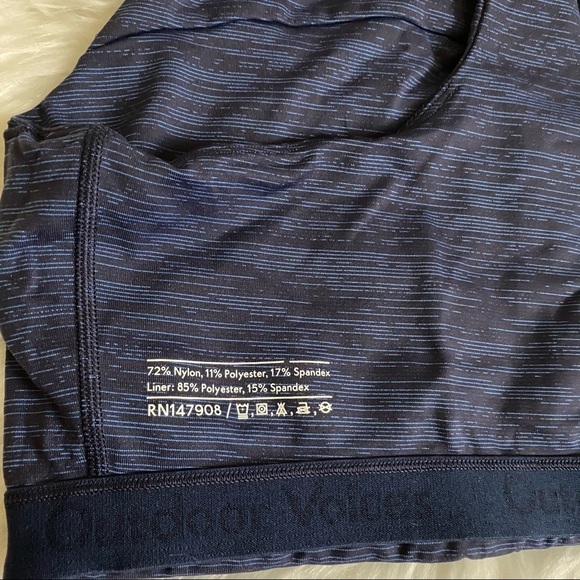 72% Nylon, 11% Polyester, 17% Spandex
Liner: 85% Polyester, 15% Spandex
RN147908 /
Outdoor Voices